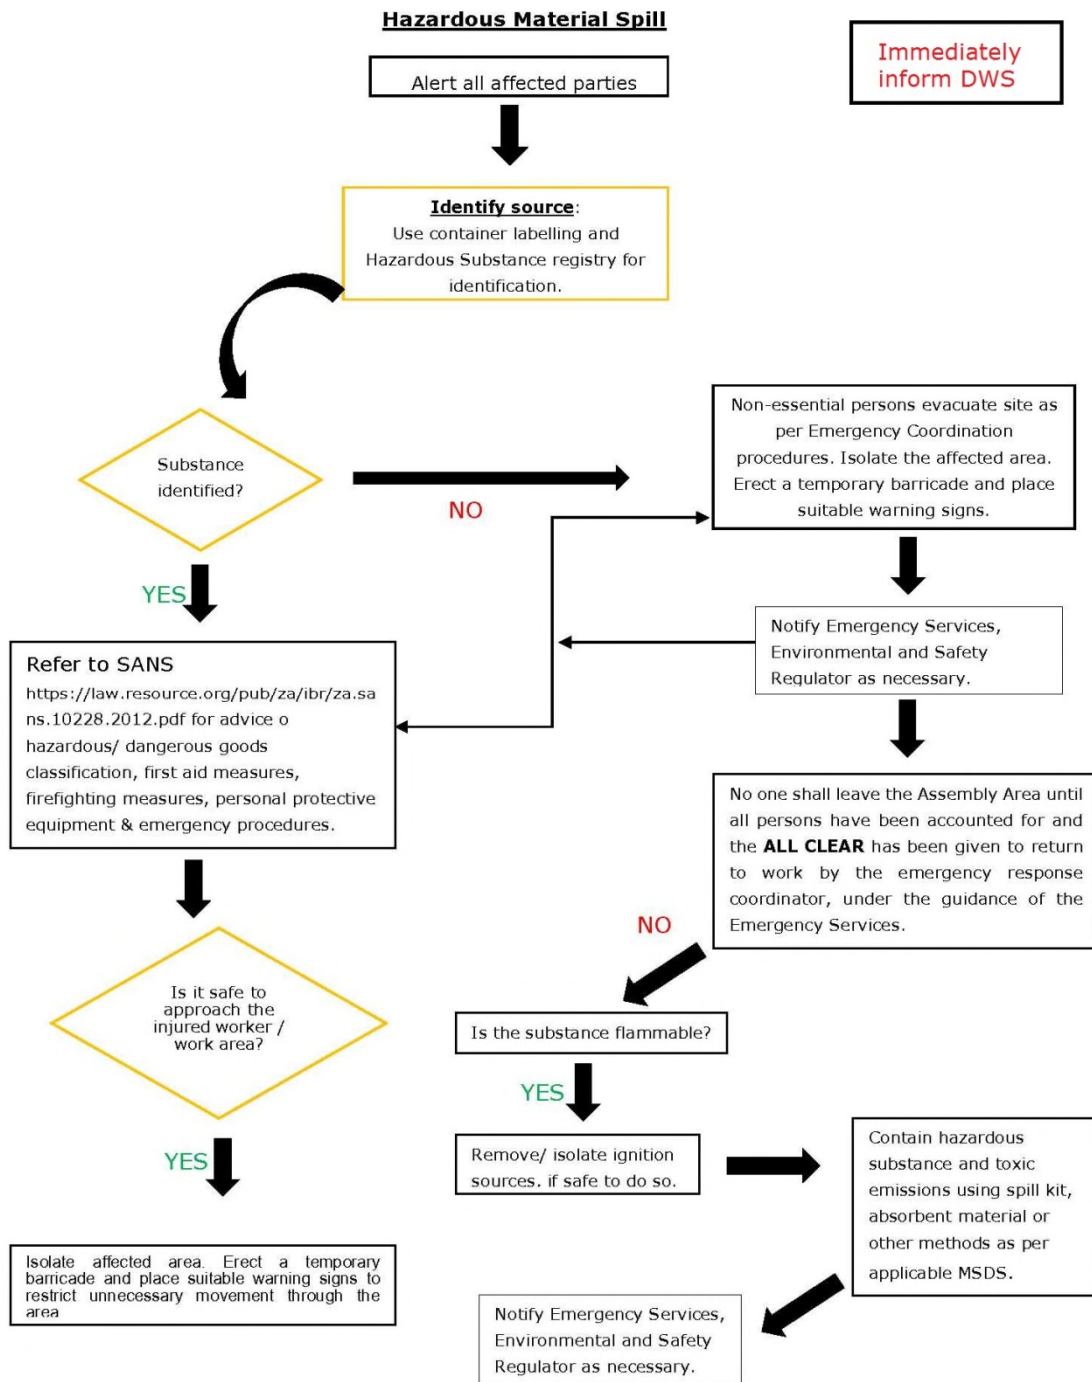 Hazardous Material Spill
Immediately
inform DWS
Alert all affected parties
Identify source:
Use container labelling and
Hazardous Substance registry for
identification.
Substance
identified?
NO
Non-essential persons evacuate site as
per Emergency Coordination
procedures. Isolate the affected area.
Erect a temporary barricade and place
suitable warning signs.
YES
Notify Emergency Services,
Environmental and Safety
Regulator as necessary.
Refer to SANS
https://law.resource.org/pub/za/ibr/za.sa
ns.10228.2012.pdf for advice o
hazardous/ dangerous goods
classification, first aid measures,
firefighting measures, personal protective
equipment & emergency procedures.
No one shall leave the Assembly Area until
all persons have been accounted for and
the ALL CLEAR has been given to return
to work by the emergency response
coordinator, under the guidance of the
Emergency Services.
NO
Is it safe to
approach the
injured worker /
work area?
Is the substance flammable?
YES
YES
Remove/ isolate ignition
sources. if safe to do so.
Contain hazardous
substance and toxic
emissions using spill kit,
absorbent material or
other methods as per
applicable MSDS.
Isolate affected area. Erect a temporary
barricade and place suitable warning signs to
restrict unnecessary movement through the
area
Notify Emergency Services,
Environmental and Safety
Regulator as necessary.